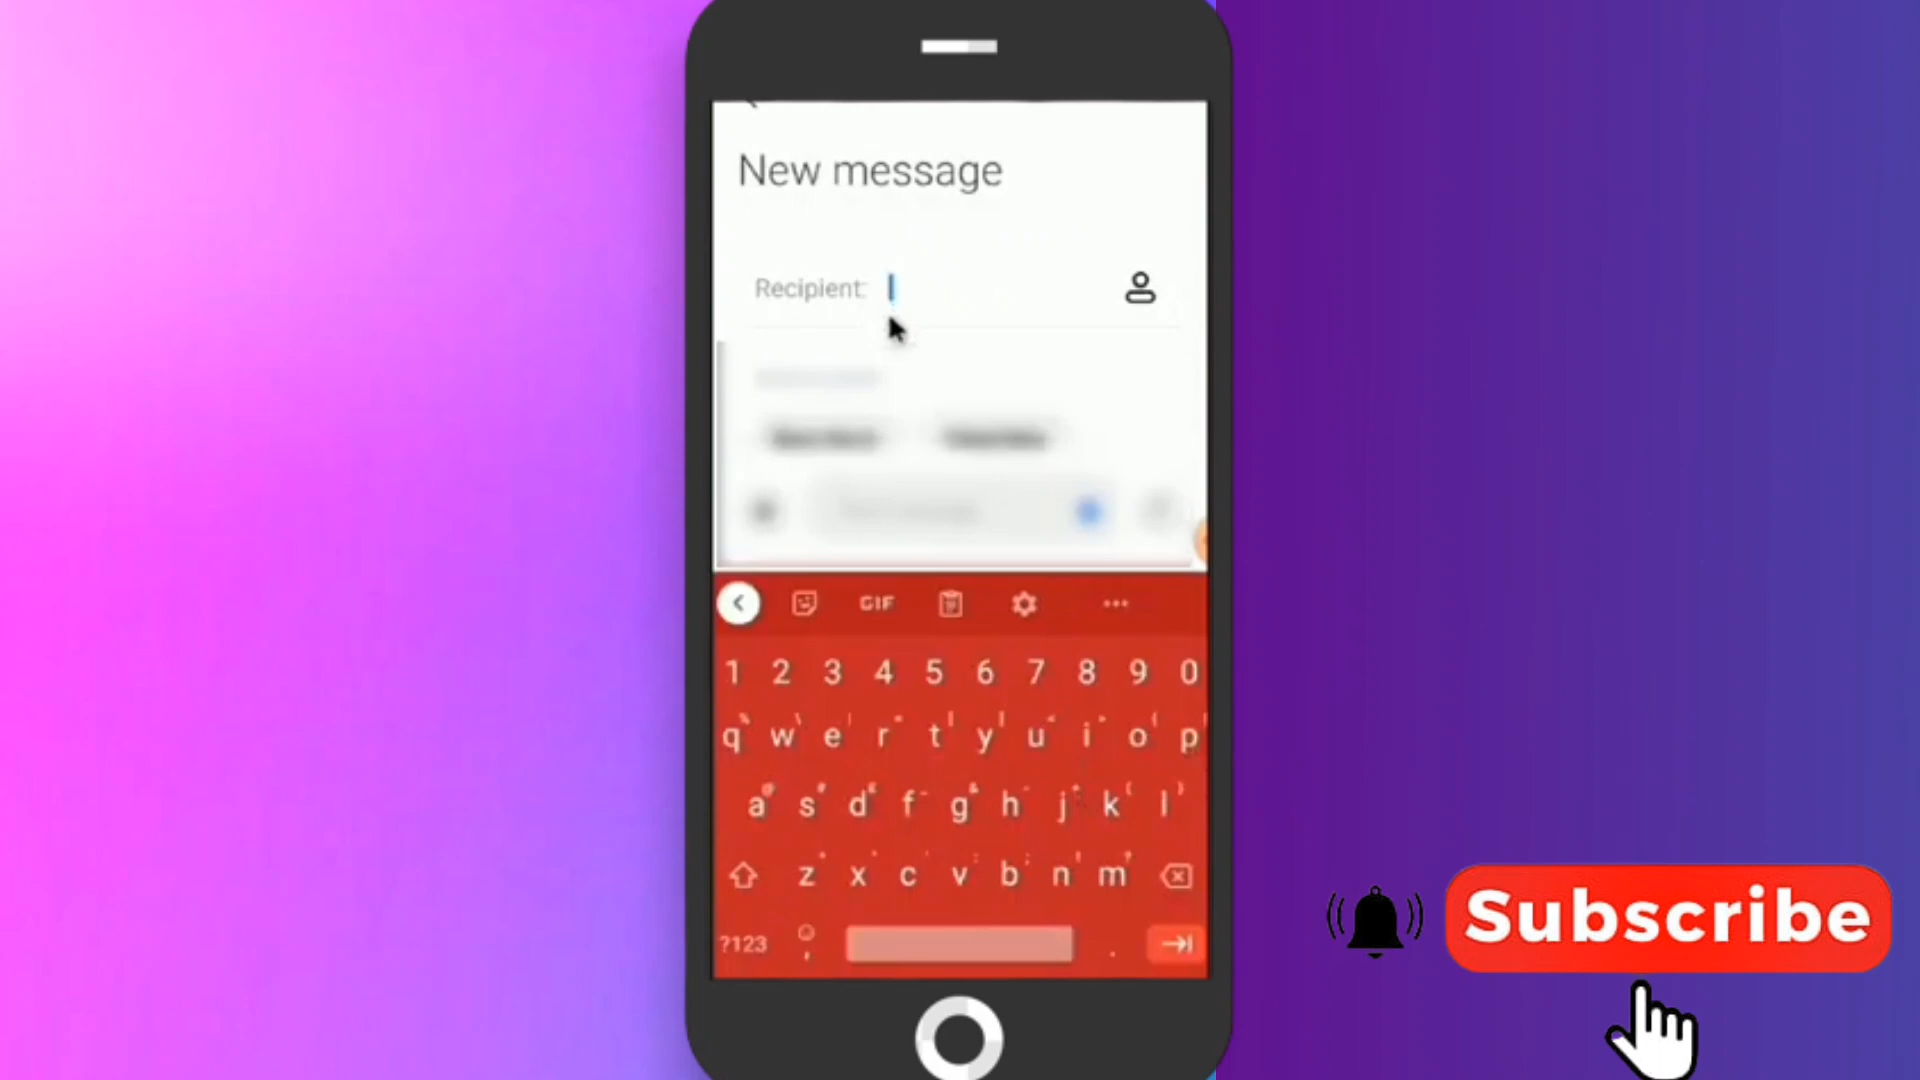 New message
Recipient:
GIF
1 2 3 4 5 6 7 8 9 0
q w e r t y u i o p
a s d f g h j k l
z x c v b n m
?123 , .
Subscribe